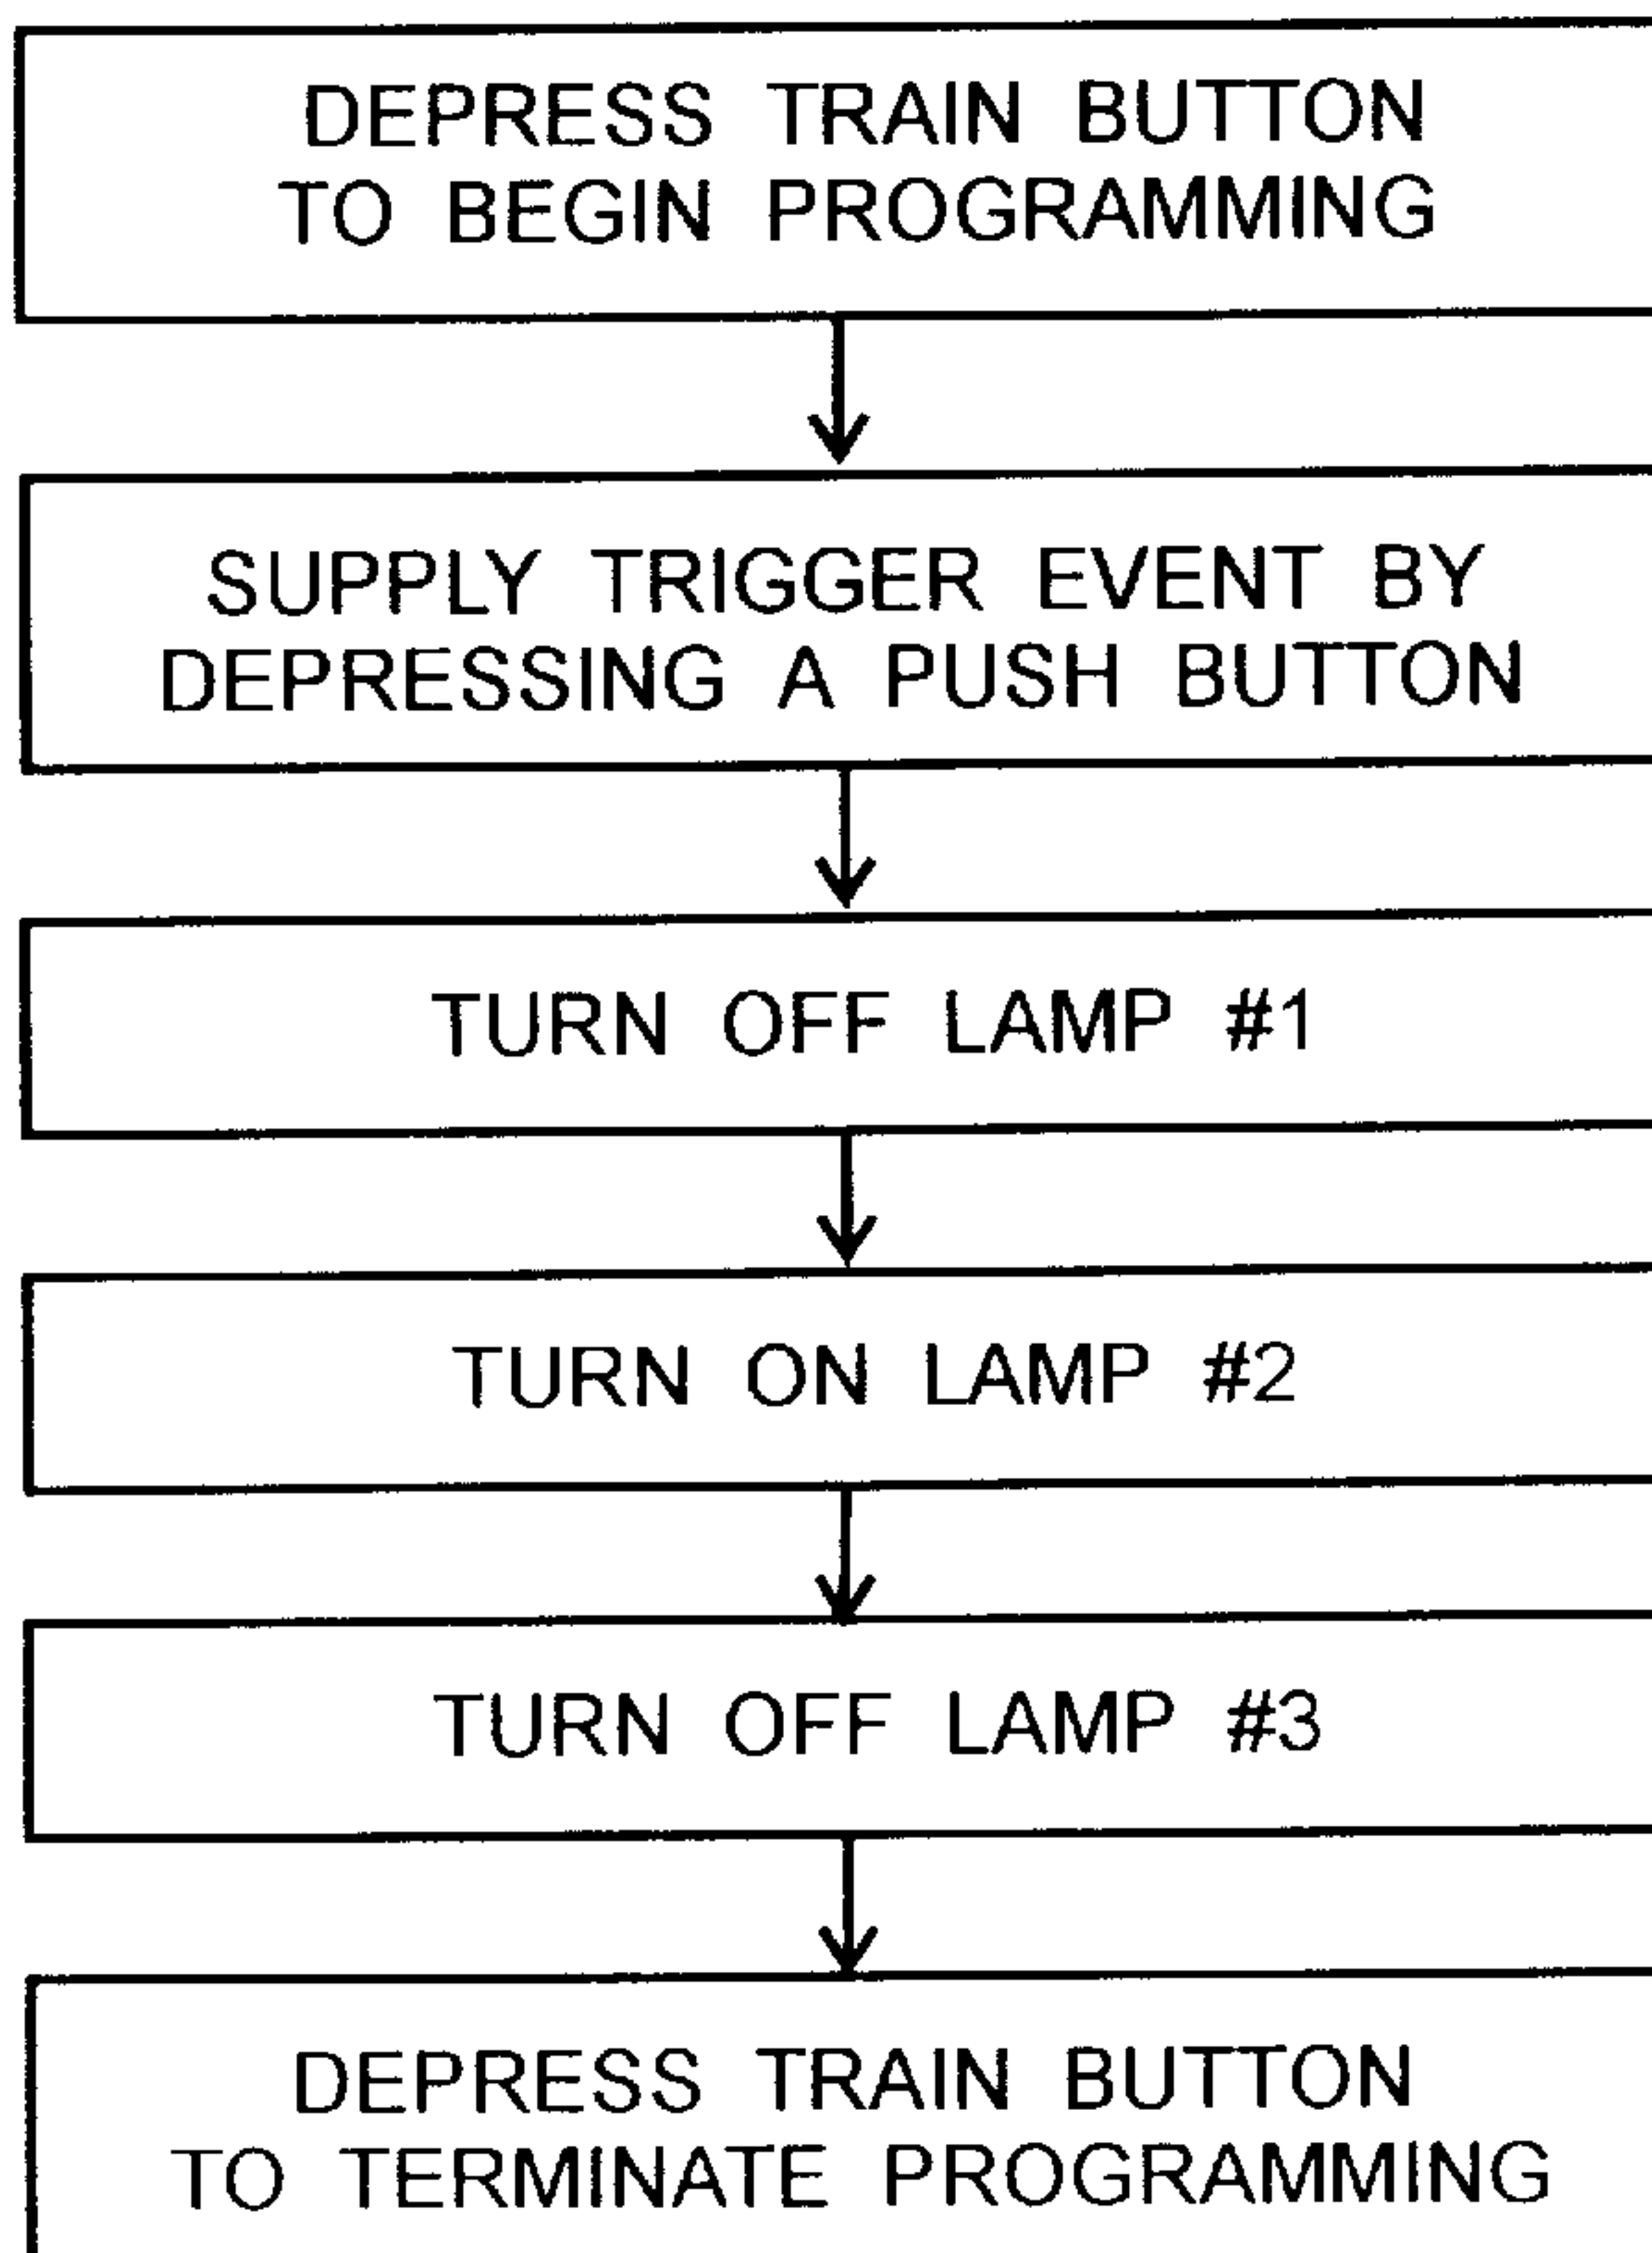 DEPRESS TRAIN BUTTON
TO BEGIN PROGRAMMING
SUPPLY TRIGGER EVENT BY
DEPRESSING A PUSH BUTTON
TURN OFF LAMP #1
TURN ON LAMP #2
TURN OFF LAMP #3
DEPRESS TRAIN BUTTON
TO TERMINATE PROGRAMMING